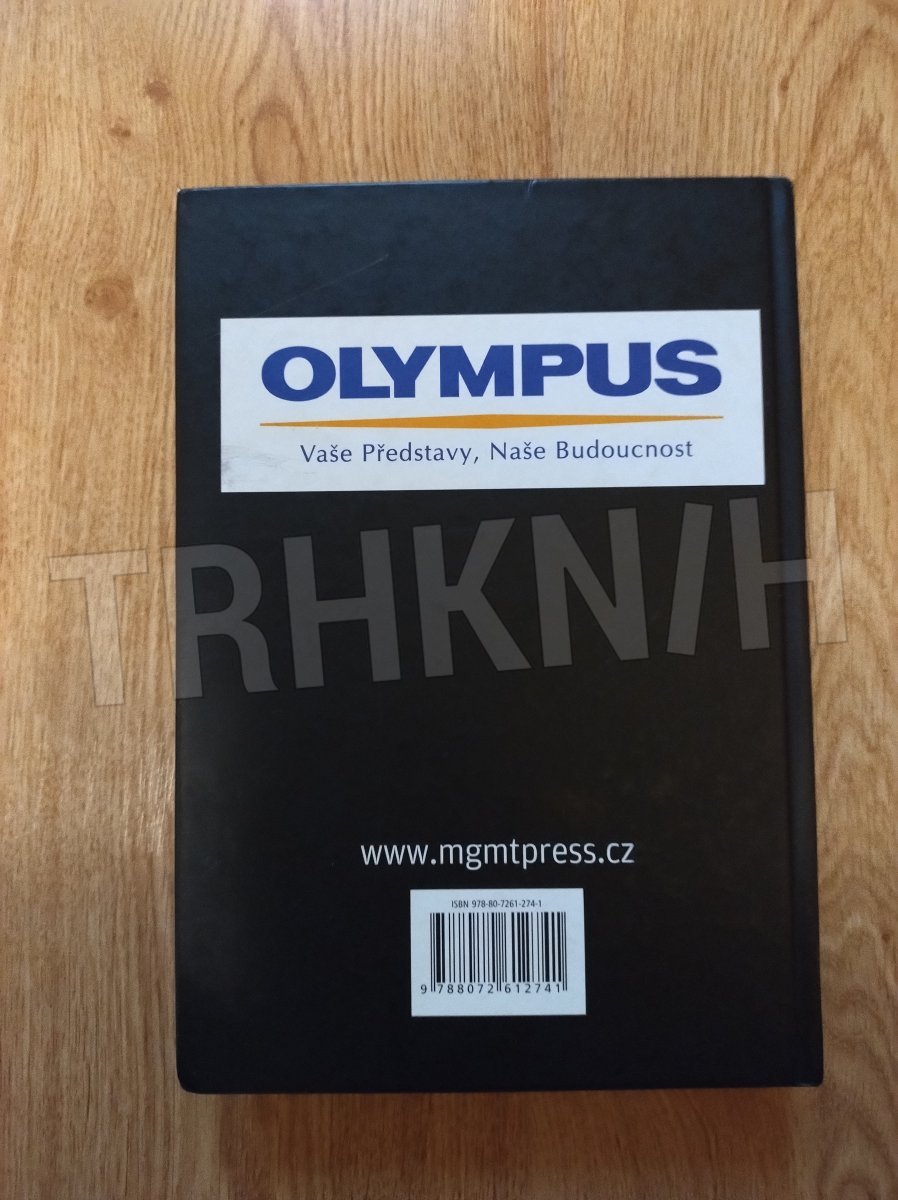 OLYMPUS
Vaše Představy, Naše Budoucnost
TRHKNIH
www.mgmtpress.cz
ISBN 978-80-7261-274-1
9 788072 612741